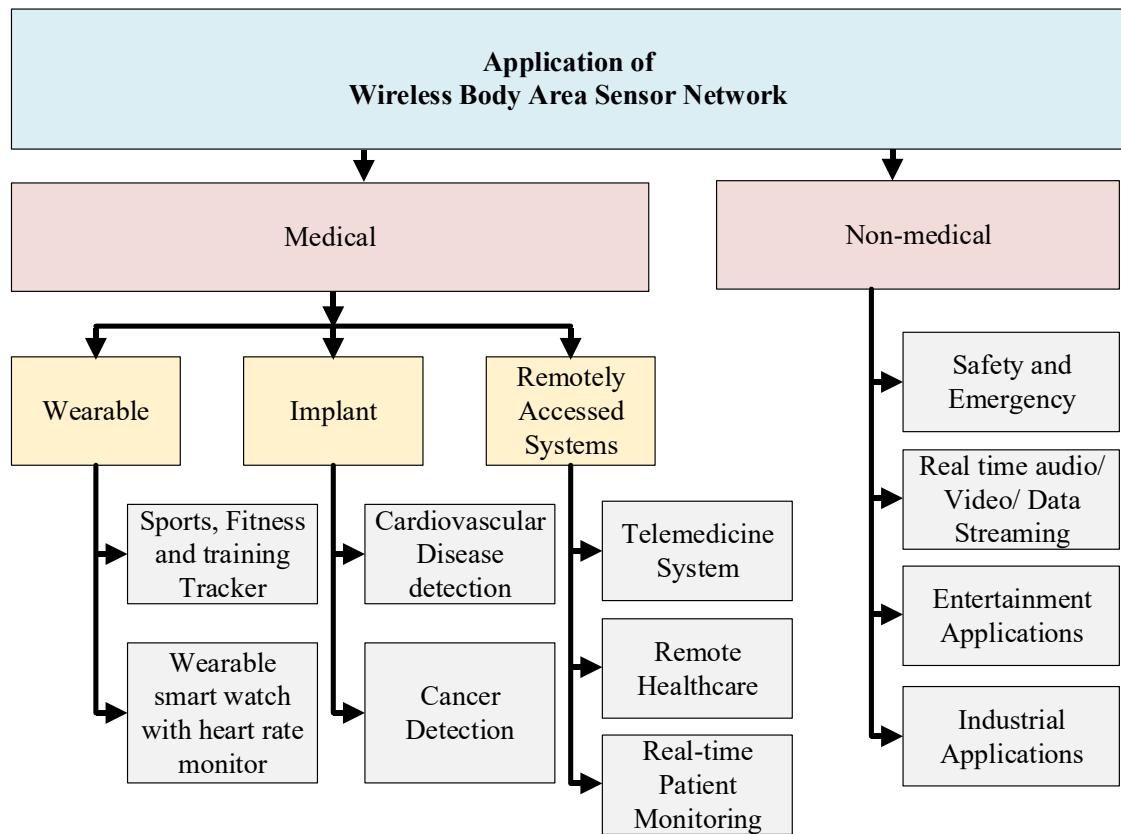 Application of
Wireless Body Area Sensor Network
Medical
Non-medical
Wearable
Implant
Remotely
Accessed
Systems
Sports, Fitness
and training
Tracker
Wearable
smart watch
with heart rate
monitor
Cardiovascular
Disease
detection
Cancer
Detection
Telemedicine
System
Remote
Healthcare
Real-time
Patient
Monitoring
Safety and
Emergency
Real time audio/
Video/ Data
Streaming
Entertainment
Applications
Industrial
Applications